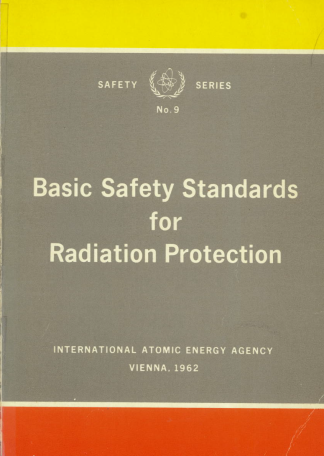 SAFETY SERIES
No. 9
Basic Safety Standards
for
Radiation Protection
INTERNATIONAL ATOMIC ENERGY AGENCY
VIENNA, 1962